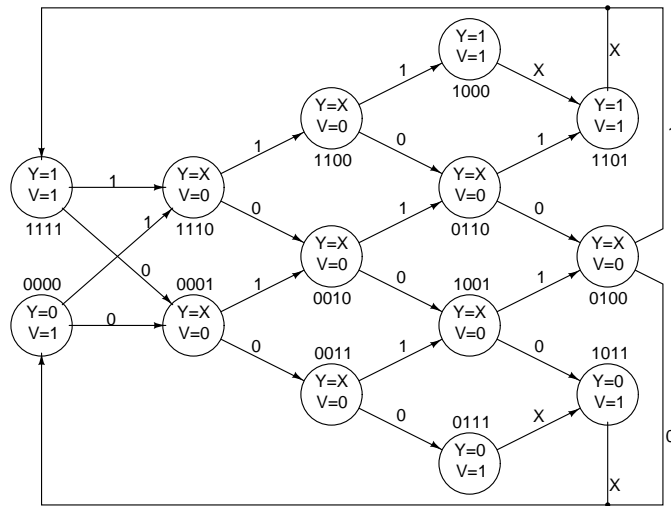 Y=1
V=1
1000
1
X
X
Y=X
V=0
1100
Y=1
V=1
1101
1
0
1
Y=1
V=1
1111
1
Y=X
V=0
1110
1
0
Y=X
V=0
0110
0
0
Y=X
V=0
0010
1
0
Y=X
V=0
0100
0000
Y=0
V=1
0
0001
Y=X
V=0
1
1001
Y=X
V=0
1
0
0011
Y=X
V=0
1
0
1011
Y=0
V=1
0
0111
Y=0
V=1
X
X